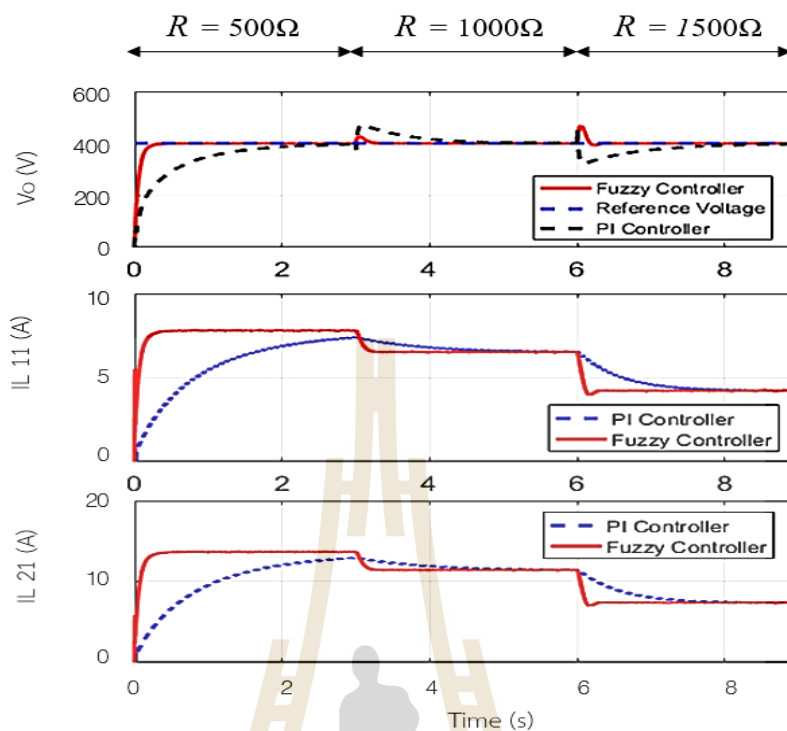 R = 500Ω R = 1000Ω R = 1500Ω
600
400
200
0
Vo (V)
Fuzzy Controller
Reference Voltage
PI Controller
0 2 4 6 8
10
5
0
IL 11 (A)
PI Controller
Fuzzy Controller
0 2 4 6 8
20
10
0
IL 21 (A)
PI Controller
Fuzzy Controller
0 2 4 6 8
Time (s)